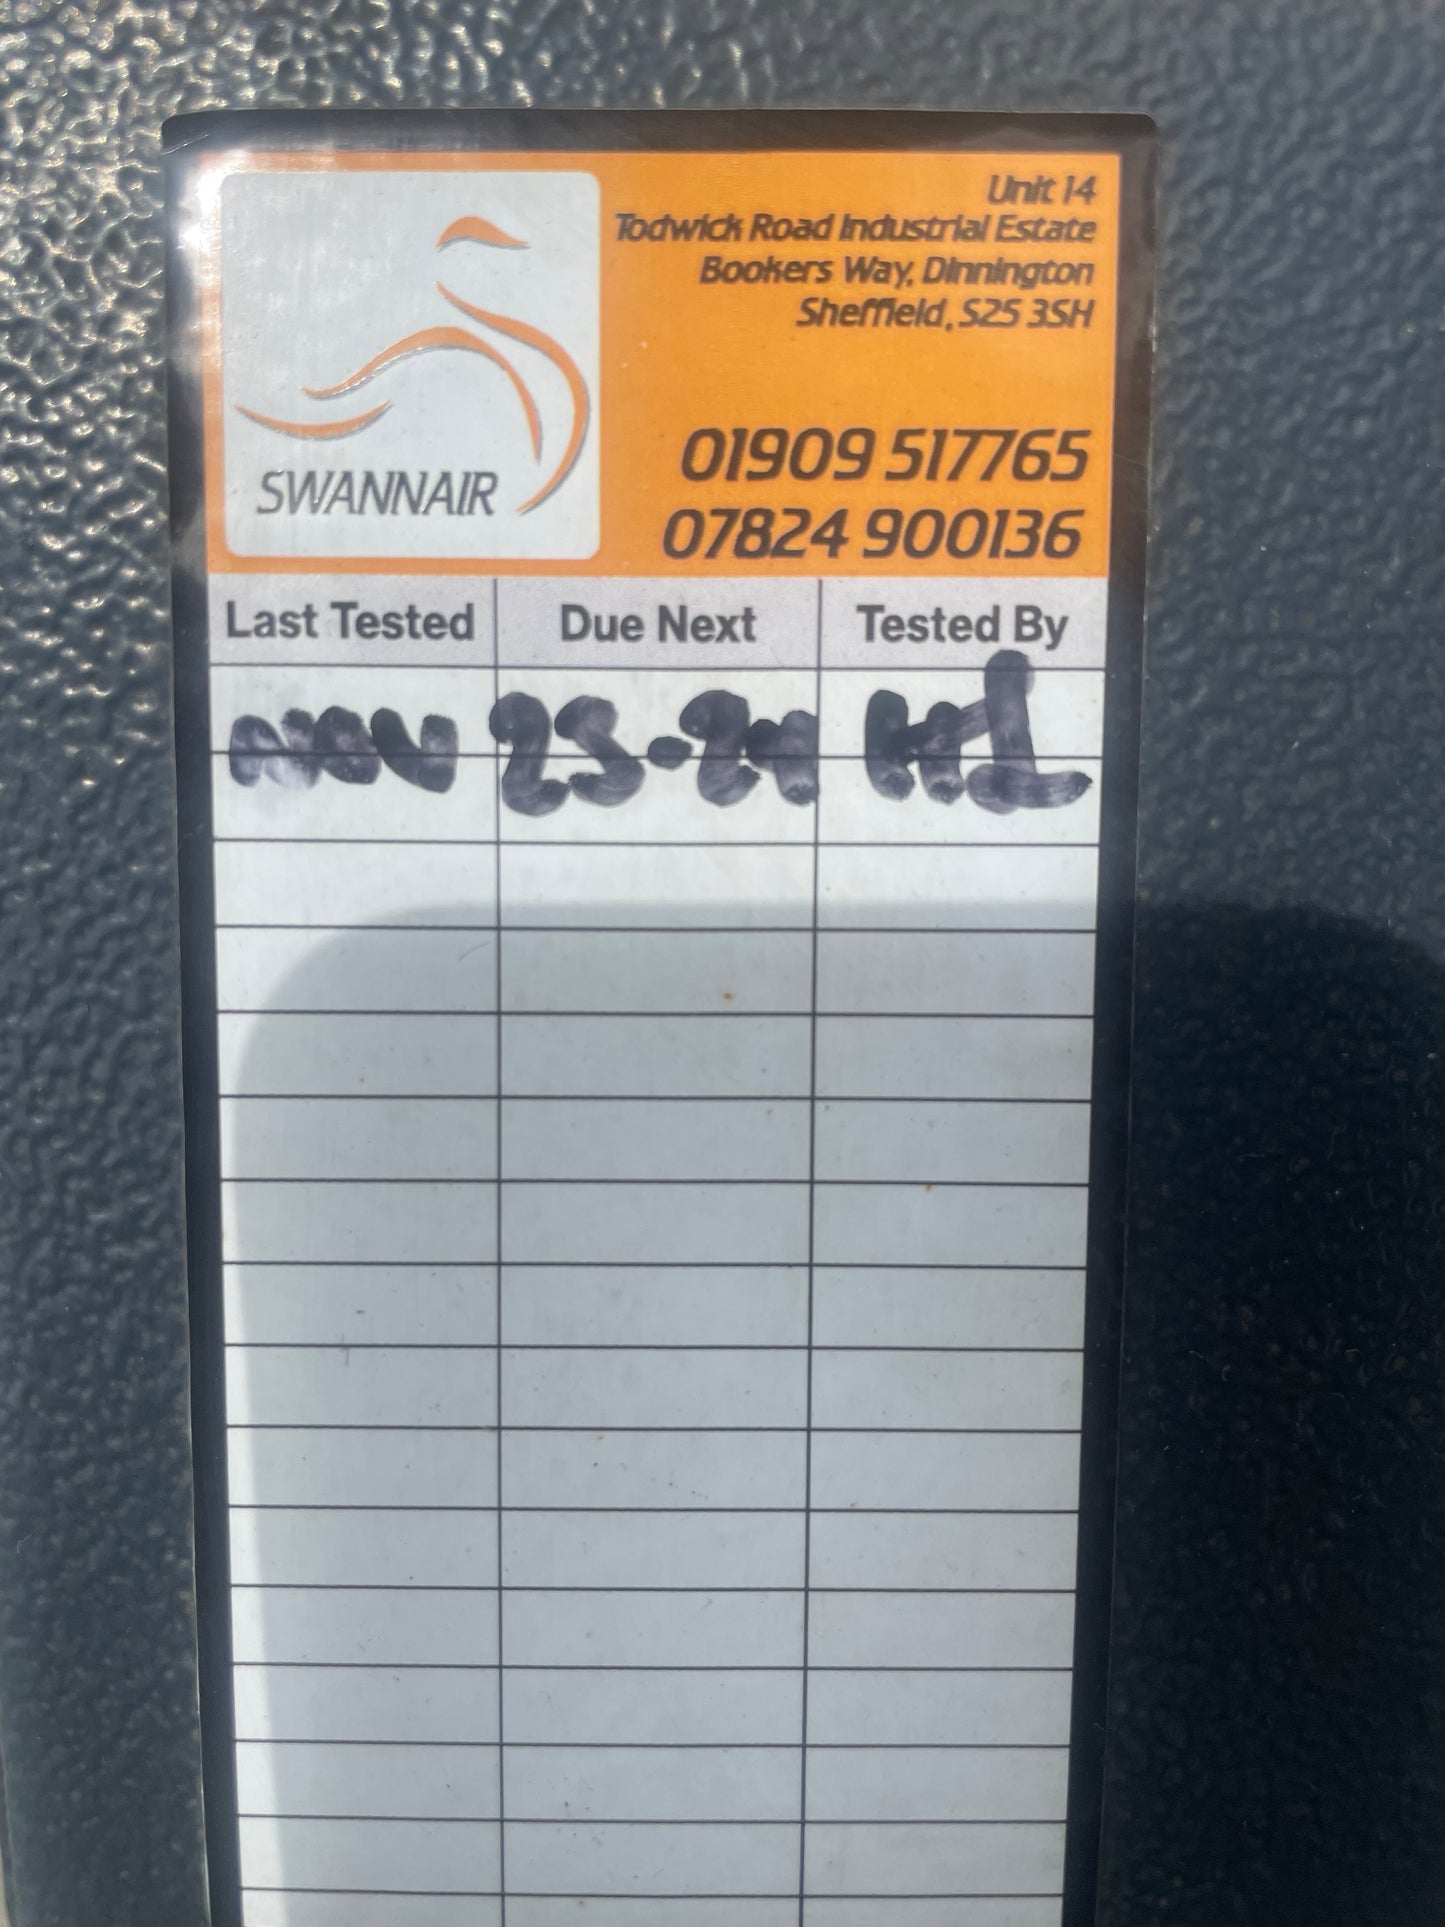 Unit 14
Todwick Road Industrial Estate
Bookers Way, Dinnington
Sheffield, S25 3SH
01909 517765
07824 900136
SWANNAIR
Last Tested Due Next Tested By
NOV 23-24